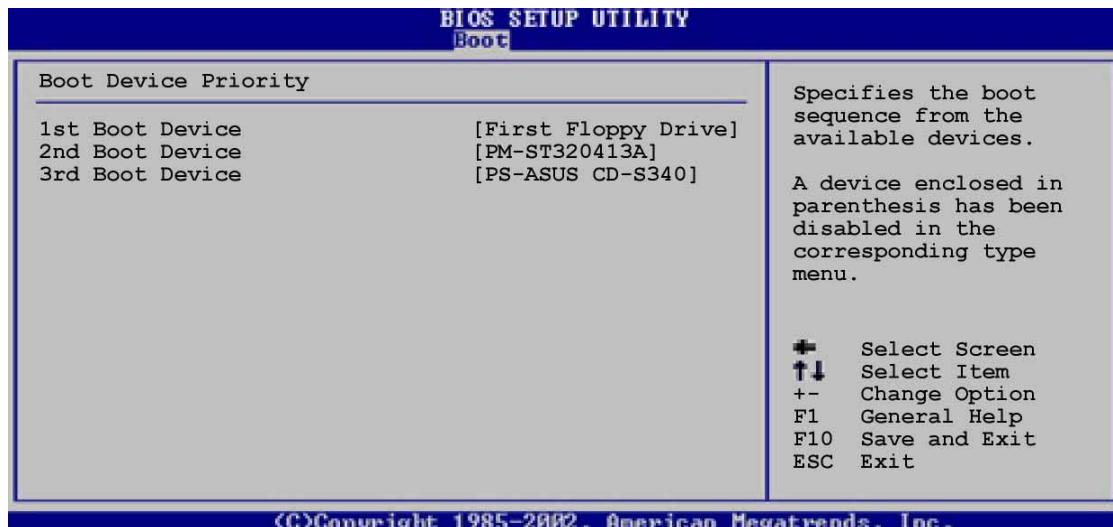 BIOS SETUP UTILITY
Boot
Boot Device Priority
1st Boot Device [First Floppy Drive]
2nd Boot Device [PM-ST320413A]
3rd Boot Device [PS-ASUS CD-S340]
Specifies the boot
sequence from the
available devices.
A device enclosed in
parenthesis has been
disabled in the
corresponding type
menu.
Select Screen
↑↓ Select Item
+- Change Option
F1 General Help
F10 Save and Exit
ESC Exit
(C)Copyright 1985-2002, American Megatrends, Inc.